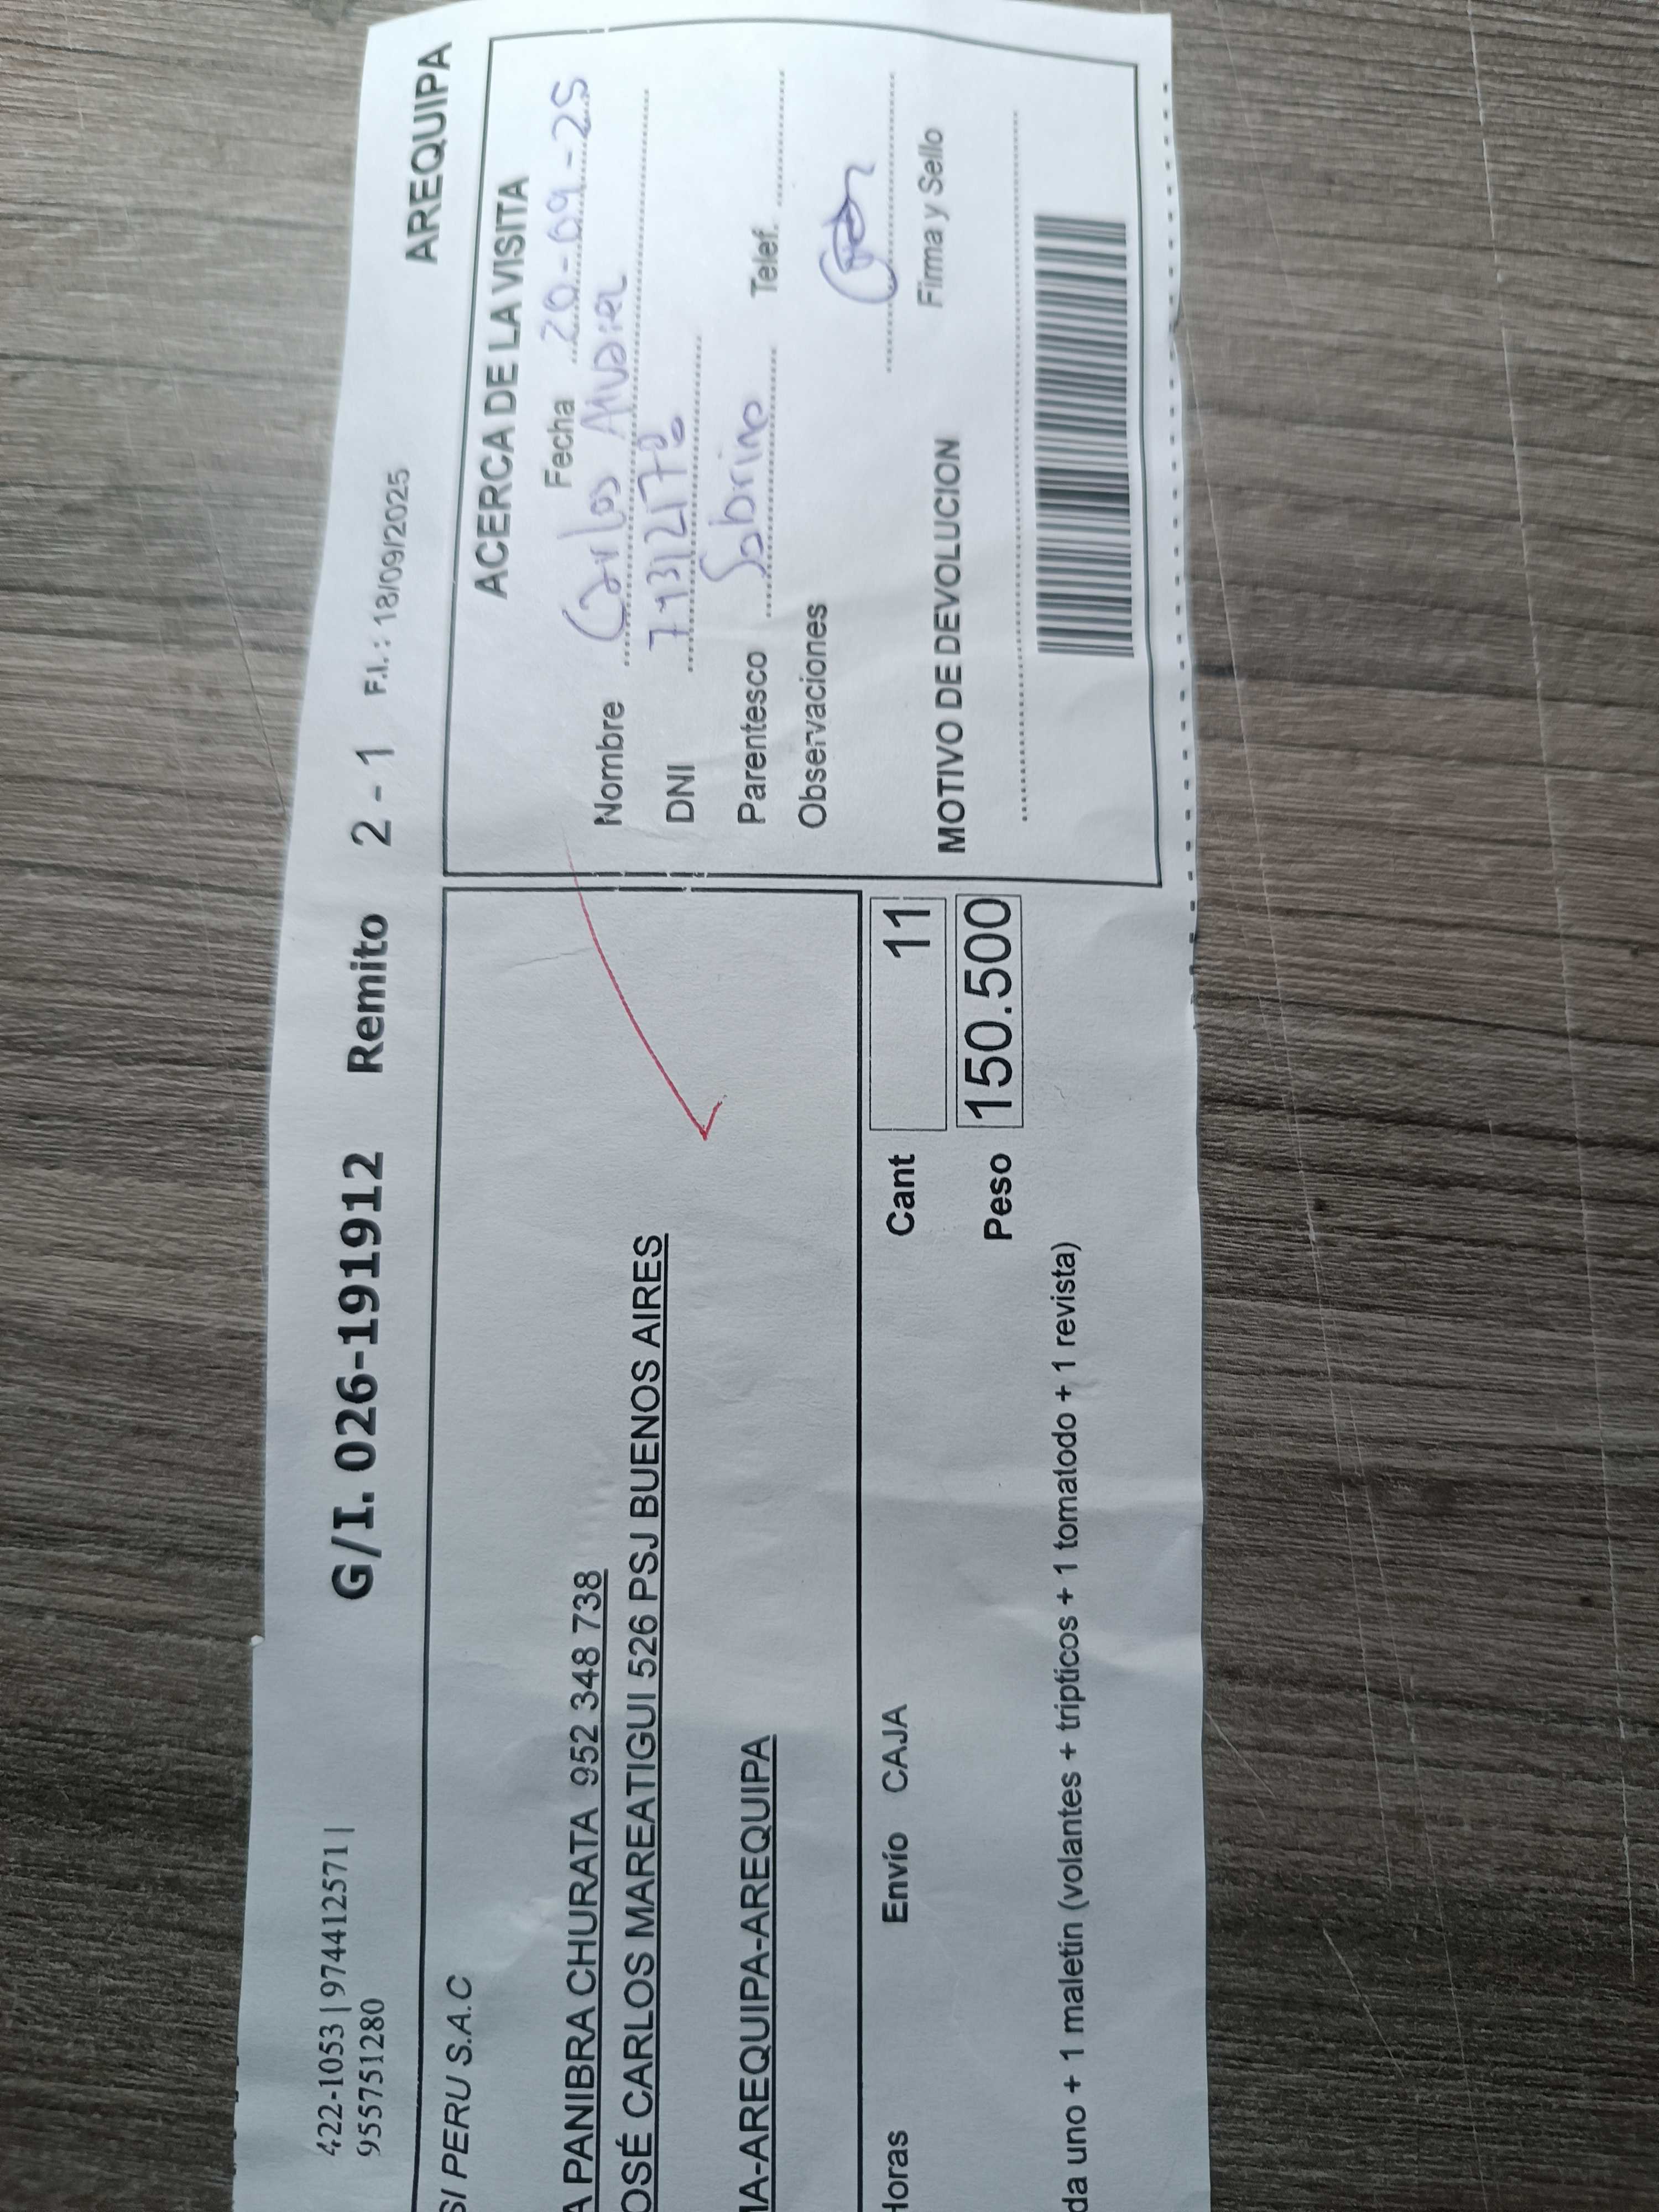 422-1053 | 974412571 |
955751280
G/I. 026-191912 Remito 2 - 1 F.I.: 18/09/2025
AREQUIPA
SI PERU S.A.C
A PANIBRA CHURATA 952 348 738
OSÉ CARLOS MAREATIGUI 526 PSJ BUENOS AIRES
IA-AREQUIPA-AREQUIPA
Horas Envío CAJA Cant 11
Peso 150.500
da uno + 1 maletin (volantes + tripticos + 1 tomatodo + 1 revista)
ACERCA DE LA VISITA
Fecha 20-09-25
Nombre Carlos
DNI
Parentesco Sobrino Telef.
Observaciones
Firma y Sello
MOTIVO DE DEVOLUCION